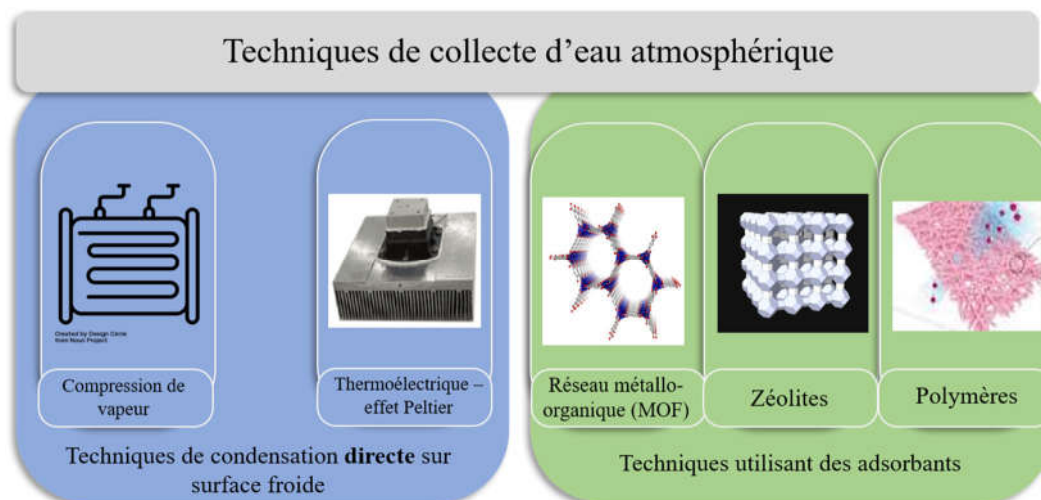 Techniques de collecte d’eau atmosphérique
Created by Design Circle
from Noun Project
Compression de
vapeur
Thermoélectrique –
effet Peltier
Techniques de condensation directe sur
surface froide
Réseau métallo-
organique (MOF)
Zéolites
Polymères
Techniques utilisant des adsorbants